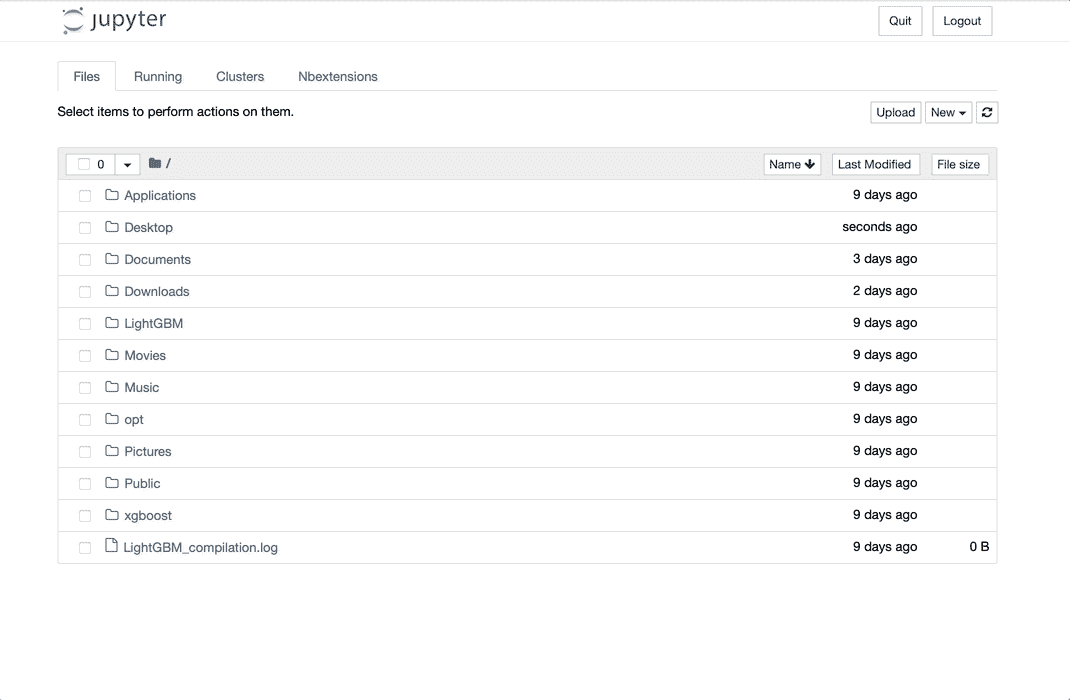 jupyter Quit Logout
Files Running Clusters Nbextensions
Select items to perform actions on them. Upload New
0 / Name Last Modified File size
Applications 9 days ago
Desktop seconds ago
Documents 3 days ago
Downloads 2 days ago
LightGBM 9 days ago
Movies 9 days ago
Music 9 days ago
opt 9 days ago
Pictures 9 days ago
Public 9 days ago
xgboost 9 days ago
LightGBM_compilation.log 9 days ago 0 B